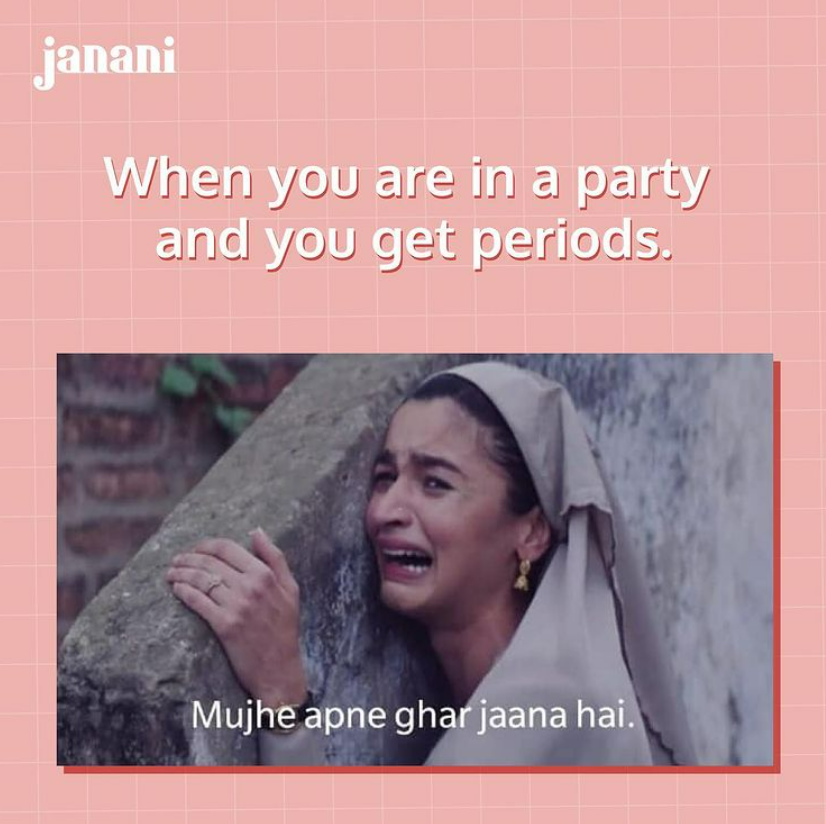 janani
When you are in a party
and you get periods.
Mujhe apne ghar jaana hai.